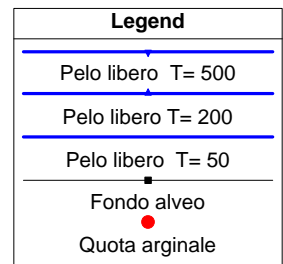 Legend
Pelo libero T= 500
Pelo libero T= 200
Pelo libero T= 50
Fondo alveo
Quota arginale